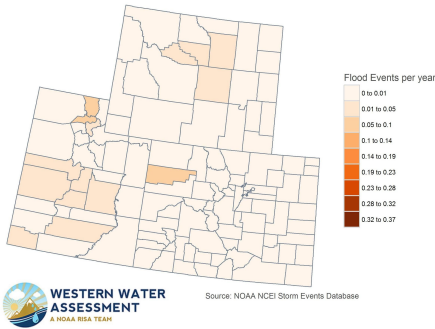 Flood Events per year
0 to 0.01
0.01 to 0.05
0.05 to 0.1
0.1 to 0.14
0.14 to 0.19
0.19 to 0.23
0.23 to 0.28
0.28 to 0.32
0.32 to 0.37
WESTERN WATER
ASSESSMENT
A NOAA RISA TEAM
Source: NOAA NCEI Storm Events Database